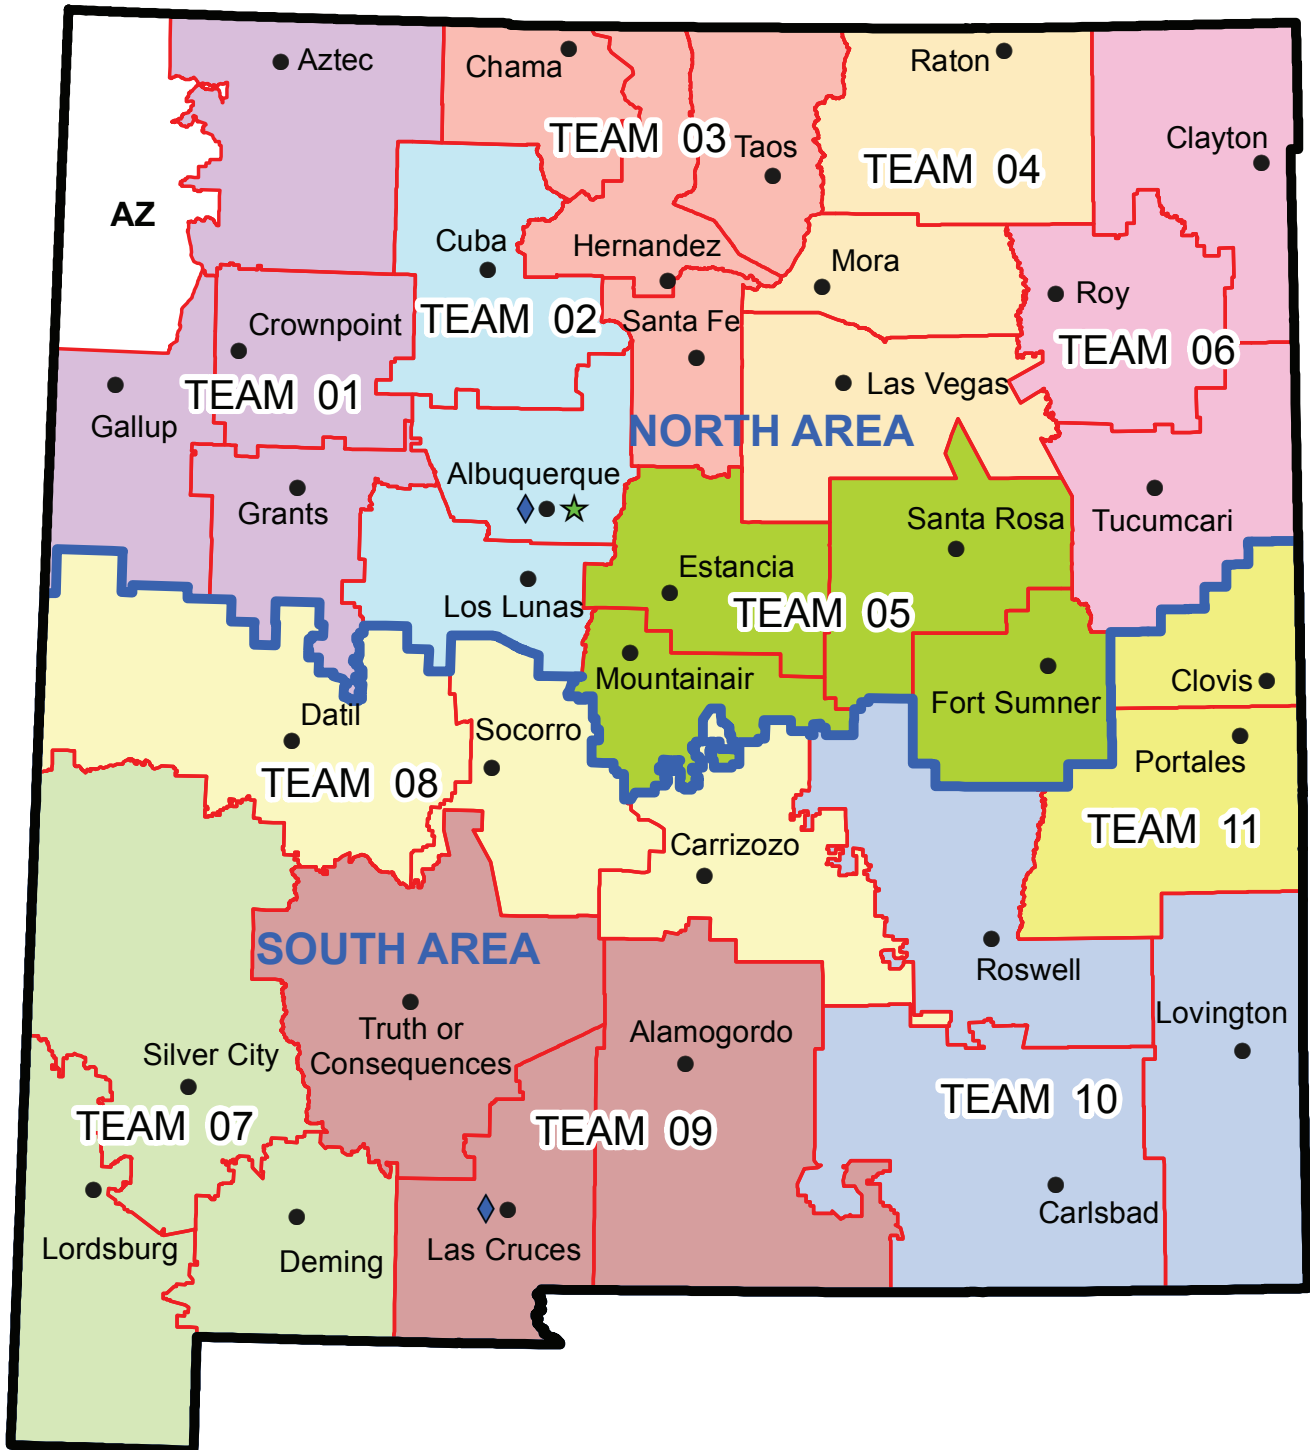 Aztec
Chama
Raton
TEAM 03
Taos
Clayton
TEAM 04
AZ
Cuba
Hernandez
Mora
Roy
Crownpoint
TEAM 02
Santa Fe
TEAM 06
TEAM 01
Las Vegas
Gallup
NORTH AREA
Albuquerque
Grants
Santa Rosa
Tucumcari
Estancia
Los Lunas
TEAM 05
Mountainair
Clovis
Fort Sumner
Datil
Socorro
Portales
TEAM 08
TEAM 11
Carrizozo
SOUTH AREA
Roswell
Lovington
Truth or
Consequences
Alamogordo
Silver City
TEAM 10
TEAM 07
TEAM 09
Carlsbad
Lordsburg
Las Cruces
Deming